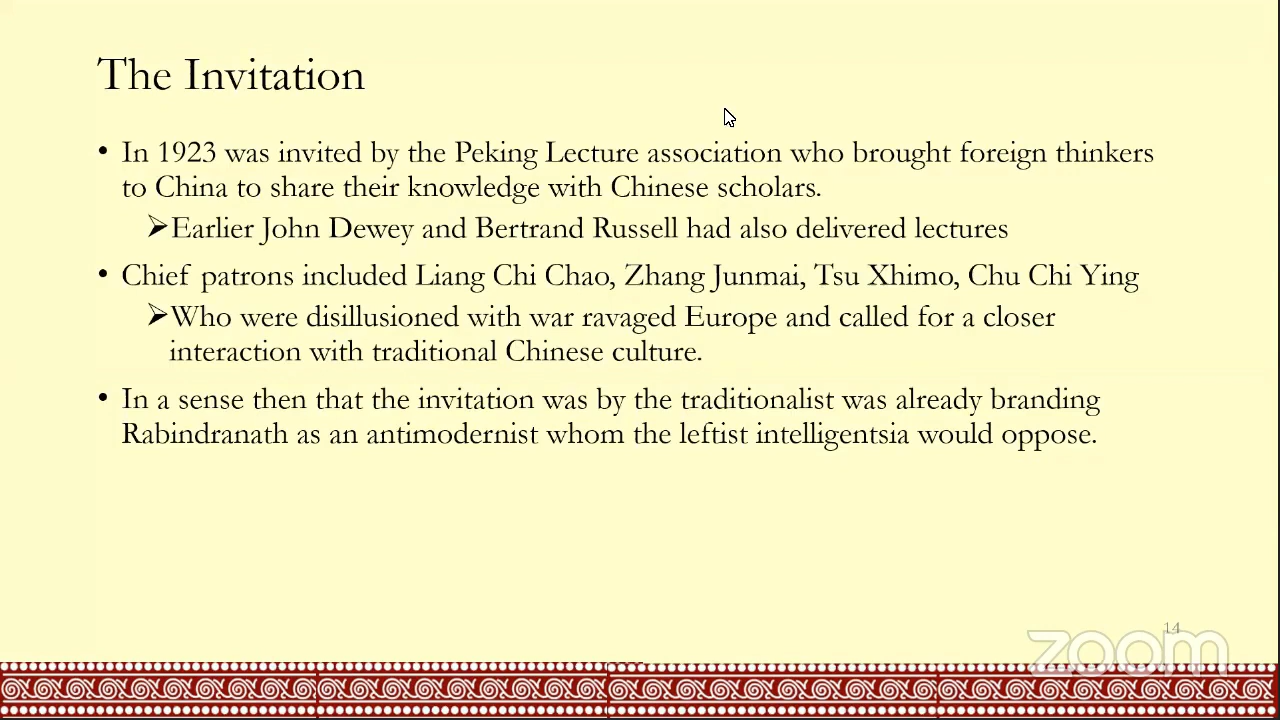 The Invitation
• In 1923 was invited by the Peking Lecture association who brought foreign thinkers
to China to share their knowledge with Chinese scholars.
➢Earlier John Dewey and Bertrand Russell had also delivered lectures
• Chief patrons included Liang Chi Chao, Zhang Junmai, Tsu Xhimo, Chu Chi Ying
➢Who were disillusioned with war ravaged Europe and called for a closer
interaction with traditional Chinese culture.
• In a sense then that the invitation was by the traditionalist was already branding
Rabindranath as an antimodernist whom the leftist intelligentsia would oppose.
14
zoom